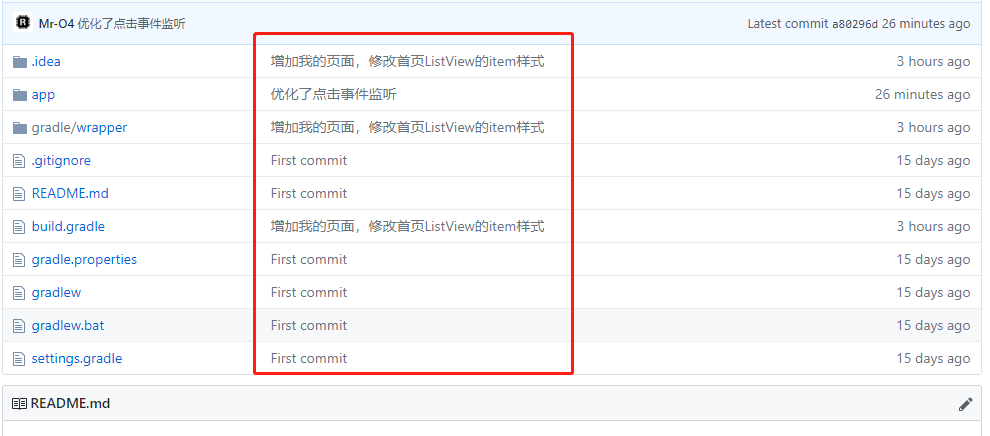 Mr-O4 优化了点击事件监听 Latest commit a80296d 26 minutes ago
.idea 增加我的页面，修改首页ListView的item样式 3 hours ago
app 优化了点击事件监听 26 minutes ago
gradle/wrapper 增加我的页面，修改首页ListView的item样式 3 hours ago
.gitignore First commit 15 days ago
README.md First commit 15 days ago
build.gradle 增加我的页面，修改首页ListView的item样式 3 hours ago
gradle.properties First commit 15 days ago
gradlew First commit 15 days ago
gradlew.bat First commit 15 days ago
settings.gradle First commit 15 days ago
README.md